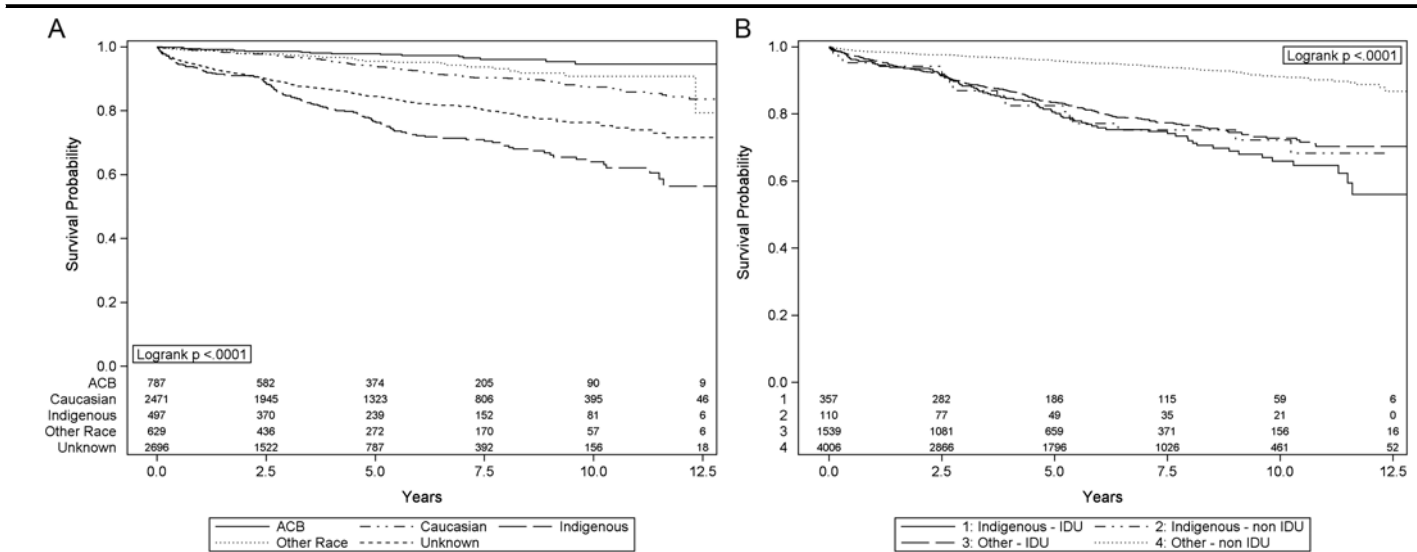 A
Survival Probability
1.0
0.8
0.6
0.4
0.2
0.0
Logrank p <.0001
ACB 787 582 374 205 90 9
Caucasian 2471 1945 1323 806 395 46
Indigenous 497 370 239 152 81 6
Other Race 629 436 272 170 57 6
Unknown 2696 1522 787 392 156 18
0.0 2.5 5.0 7.5 10.0 12.5
Years
ACB Caucasian Indigenous
Other Race Unknown
B
Survival Probability
Logrank p <.0001
1.0
0.8
0.6
0.4
0.2
0.0
1 357 282 186 115 59 6
2 110 77 49 35 21 0
3 1539 1081 659 371 156 16
4 4006 2866 1796 1026 461 52
0.0 2.5 5.0 7.5 10.0 12.5
Years
1: Indigenous - IDU 2: Indigenous - non IDU
3: Other - IDU 4: Other - non IDU